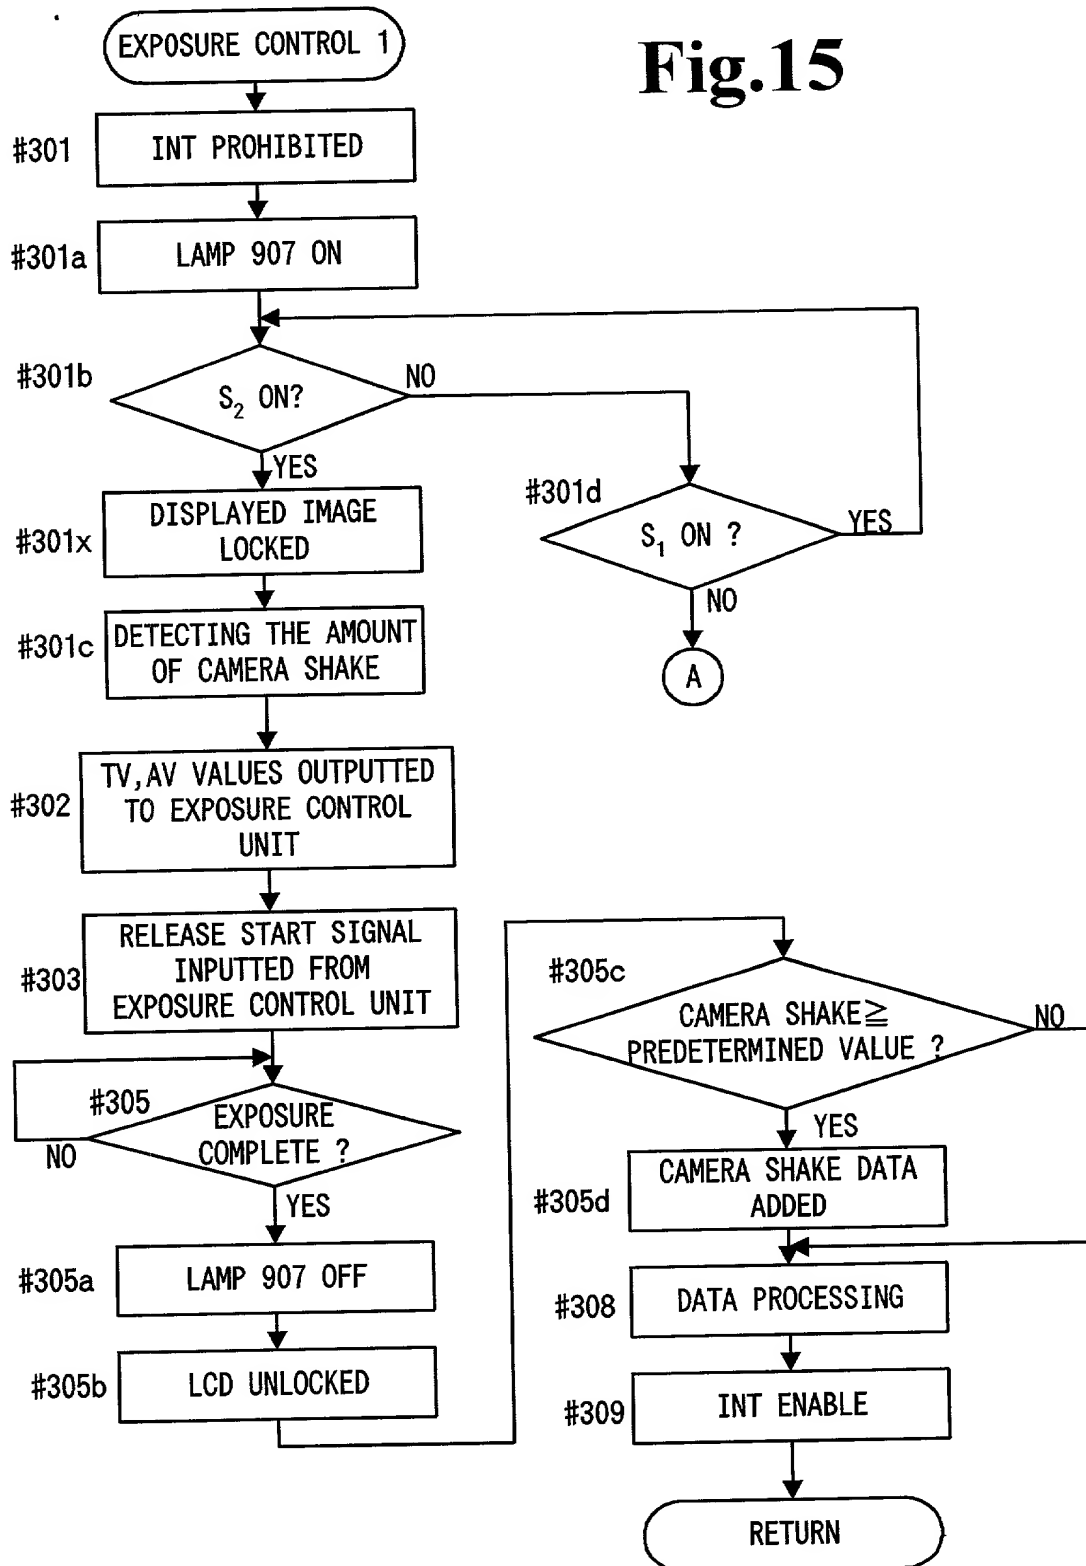 Fig.15
EXPOSURE CONTROL 1
#301
INT PROHIBITED
#301a
LAMP 907 ON
#301b
S₂ ON?
NO
YES
#301x
DISPLAYED IMAGE
LOCKED
#301d
S₁ ON ?
YES
NO
A
#301c
DETECTING THE AMOUNT
OF CAMERA SHAKE
#302
TV,AV VALUES OUTPUTTED
TO EXPOSURE CONTROL
UNIT
#303
RELEASE START SIGNAL
INPUTTED FROM
EXPOSURE CONTROL UNIT
#305
EXPOSURE
COMPLETE ?
NO
YES
#305a
LAMP 907 OFF
#305b
LCD UNLOCKED
#305c
CAMERA SHAKE≧
PREDETERMINED VALUE ?
NO
YES
#305d
CAMERA SHAKE DATA
ADDED
#308
DATA PROCESSING
#309
INT ENABLE
RETURN